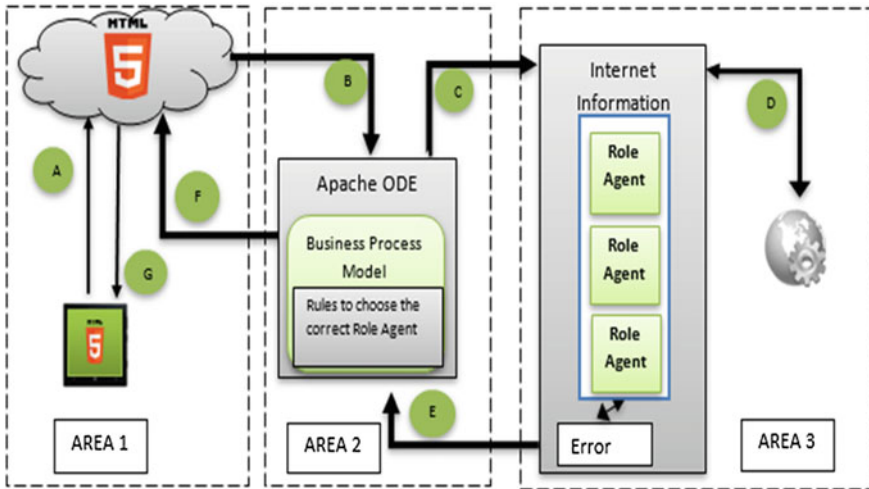 HTML
5
A
F
G
HTML
5
AREA 1
B
C
Apache ODE
Business Process
Model
Rules to choose the
correct Role Agent
E
AREA 2
Internet
Information
Role
Agent
Role
Agent
Role
Agent
Error
D
AREA 3